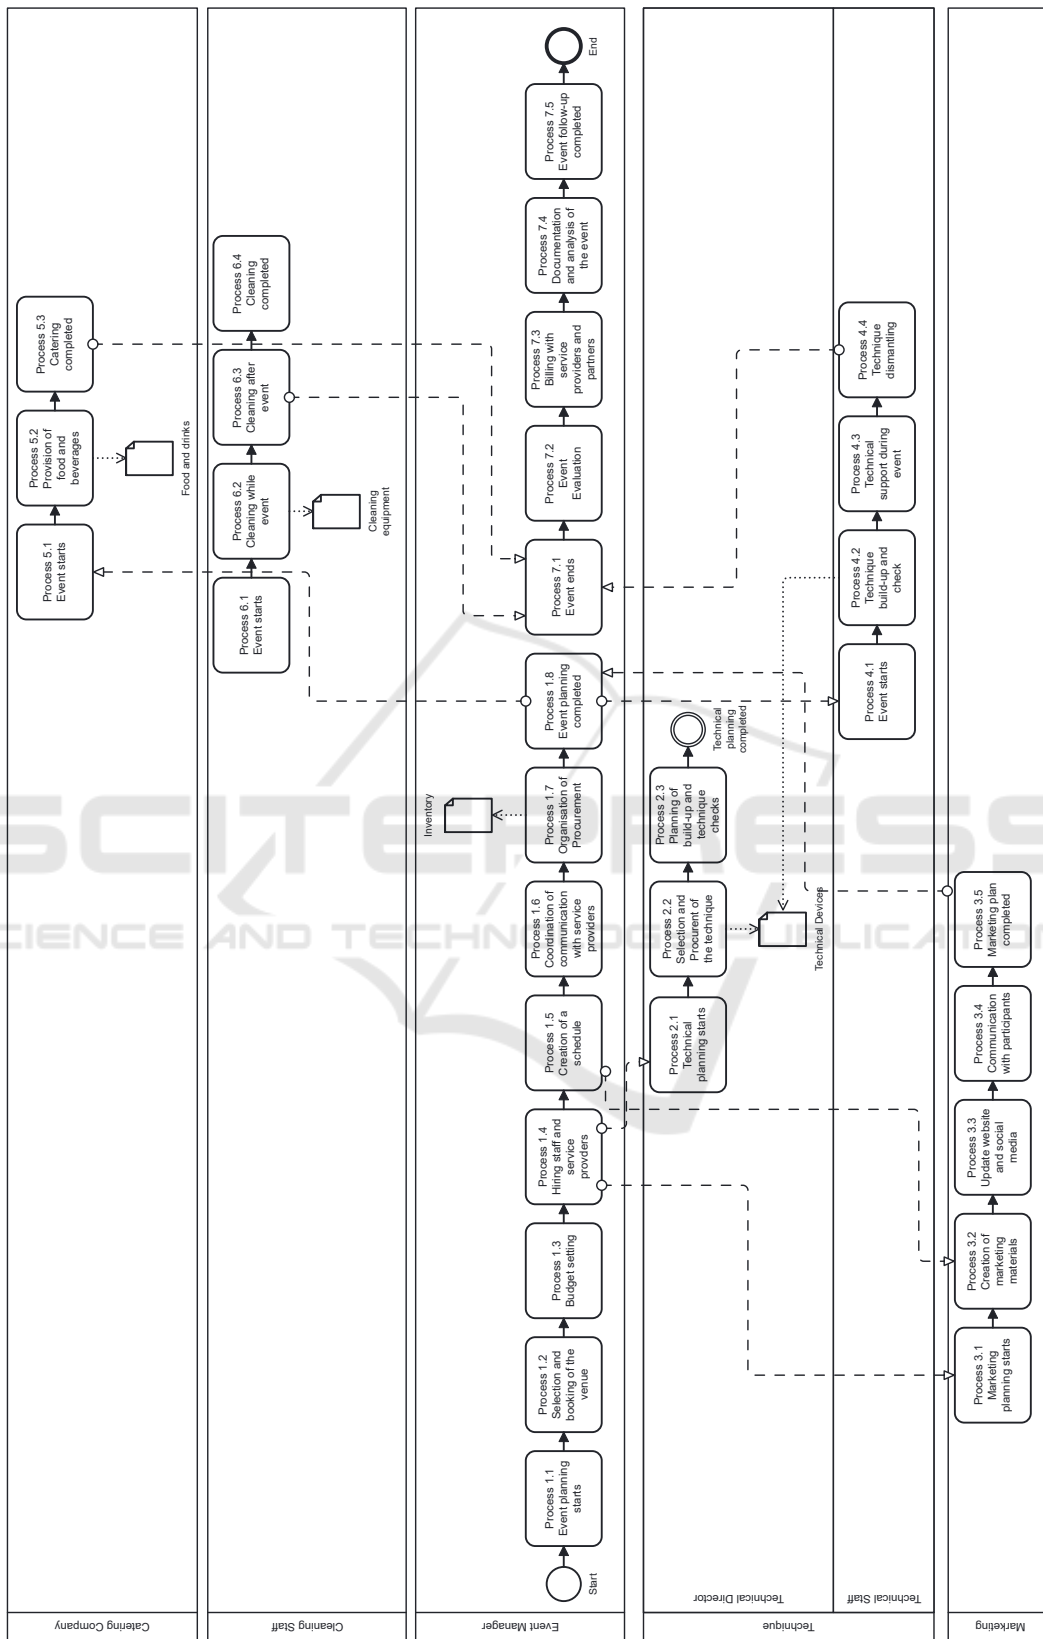 Catering Company
Process 5.1
Event starts
Process 5.2
Provision of
food and
beverages
Food and drinks
Process 5.3
Catering
completed
Cleaning Staff
Process 6.1
Event starts
Process 6.2
Cleaning while
event
Cleaning
equipment
Process 6.3
Cleaning after
event
Process 6.4
Cleaning
completed
Event Manager
Start
Process 1.1
Event planning
starts
Process 1.2
Selection and
booking of the
venue
Process 1.3
Budget setting
Process 1.4
Hiring staff and
service
provders
Process 1.5
Creation of a
schedule
Process 1.6
Coordination of
communication
with service
providers
Process 1.7
Organisation of
Procurement
Inventory
Process 1.8
Event planning
completed
Process 7.1
Event ends
Process 7.2
Event
Evaluation
Process 7.3
Billing with
service
providers and
partners
Process 7.4
Documentation
and analysis of
the event
Process 7.5
Event follow-up
completed
End
Technique
Technical Director
Process 2.1
Technical
planning starts
Process 2.2
Selection and
Procurent of
the technique
Technical Devices
Process 2.3
Planning of
build-up and
technique
checks
Technical
planning
completed
Technical Staff
Process 4.1
Event starts
Process 4.2
Technique
build-up and
check
Process 4.3
Technical
support during
event
Process 4.4
Technique
dismantling
Marketing
Process 3.1
Marketing
planning starts
Process 3.2
Creation of
marketing
materials
Process 3.3
Update website
and social
media
Process 3.4
Communication
with participants
Process 3.5
Marketing plan
completed
SCITEPRESS
SCIENCE AND TECHNOLOGY PUBLICATIONS